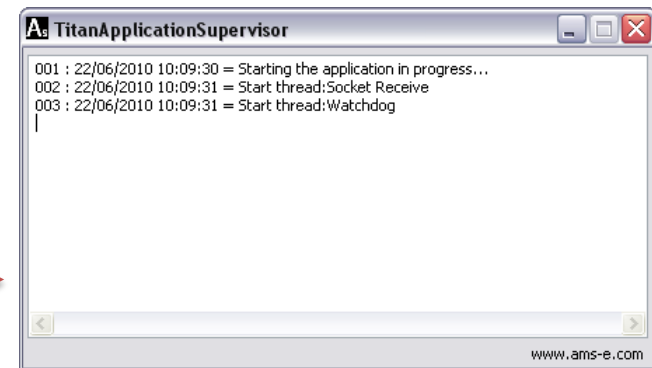 As TitanApplicationSupervisor
001 : 22/06/2010 10:09:30 = Starting the application in progress...
002 : 22/06/2010 10:09:31 = Start thread:Socket Receive
003 : 22/06/2010 10:09:31 = Start thread:Watchdog
www.ams-e.com